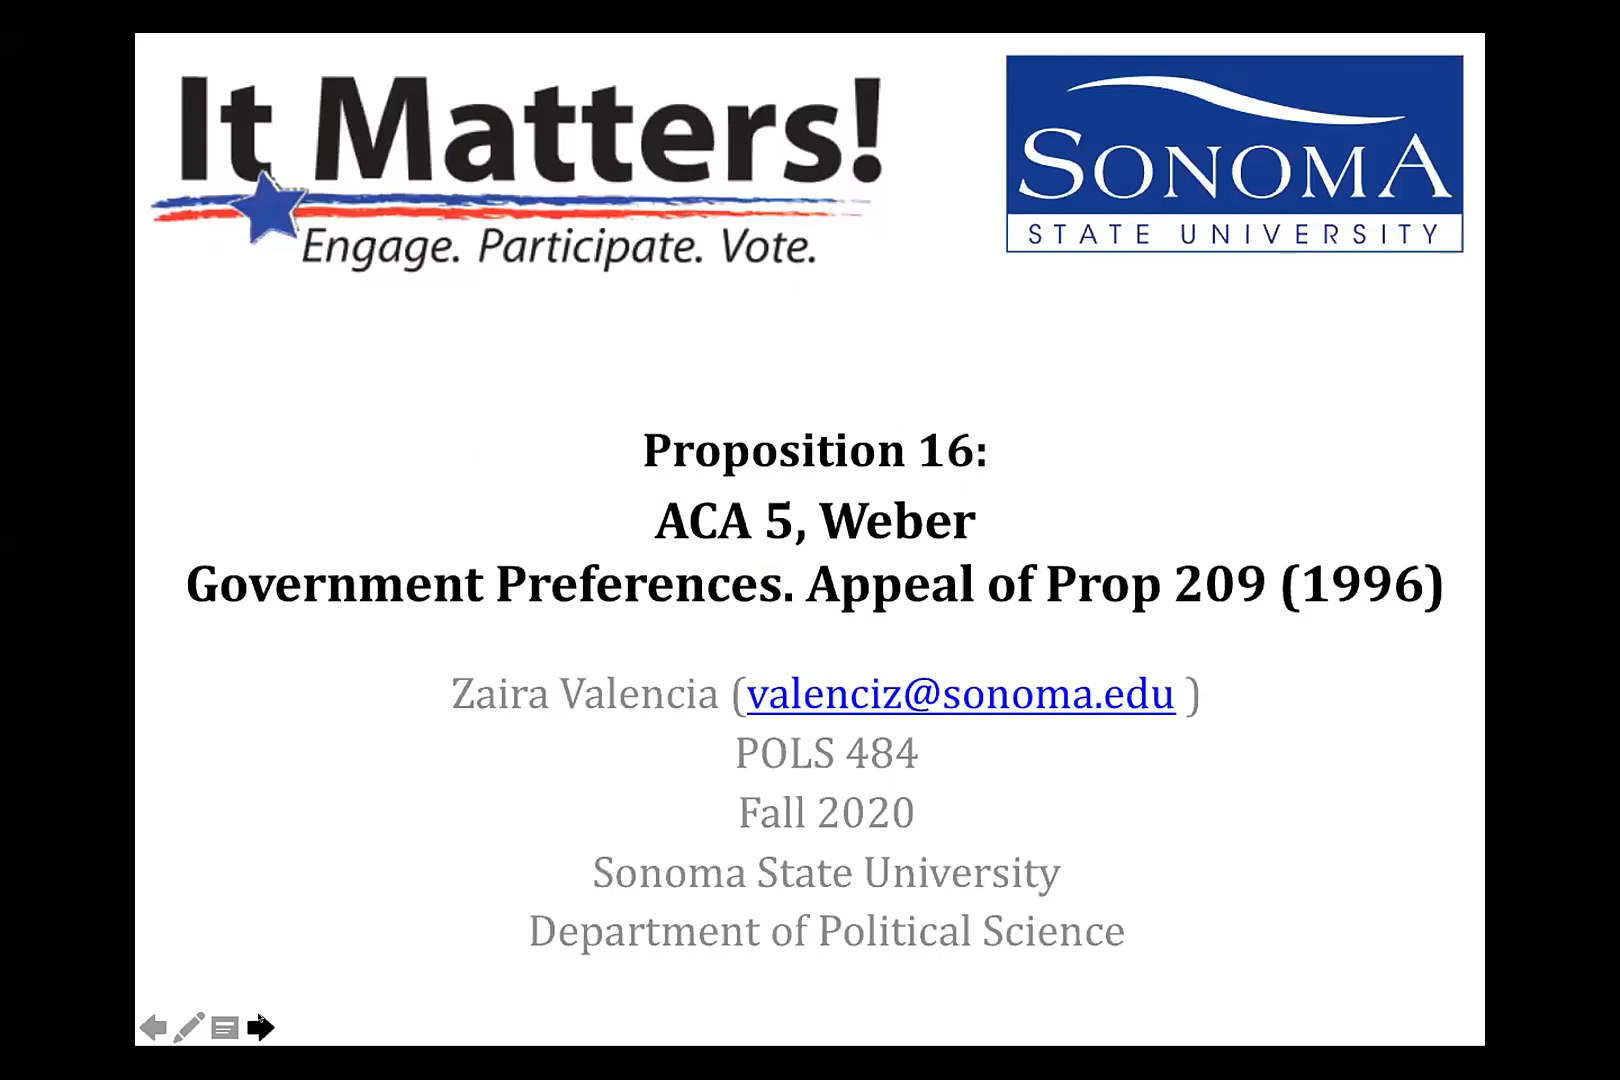 It Matters!
Engage. Participate. Vote.
SONOMA
STATE UNIVERSITY
Proposition 16:
ACA 5, Weber
Government Preferences. Appeal of Prop 209 (1996)
Zaira Valencia (valenciz@sonoma.edu )
POLS 484
Fall 2020
Sonoma State University
Department of Political Science